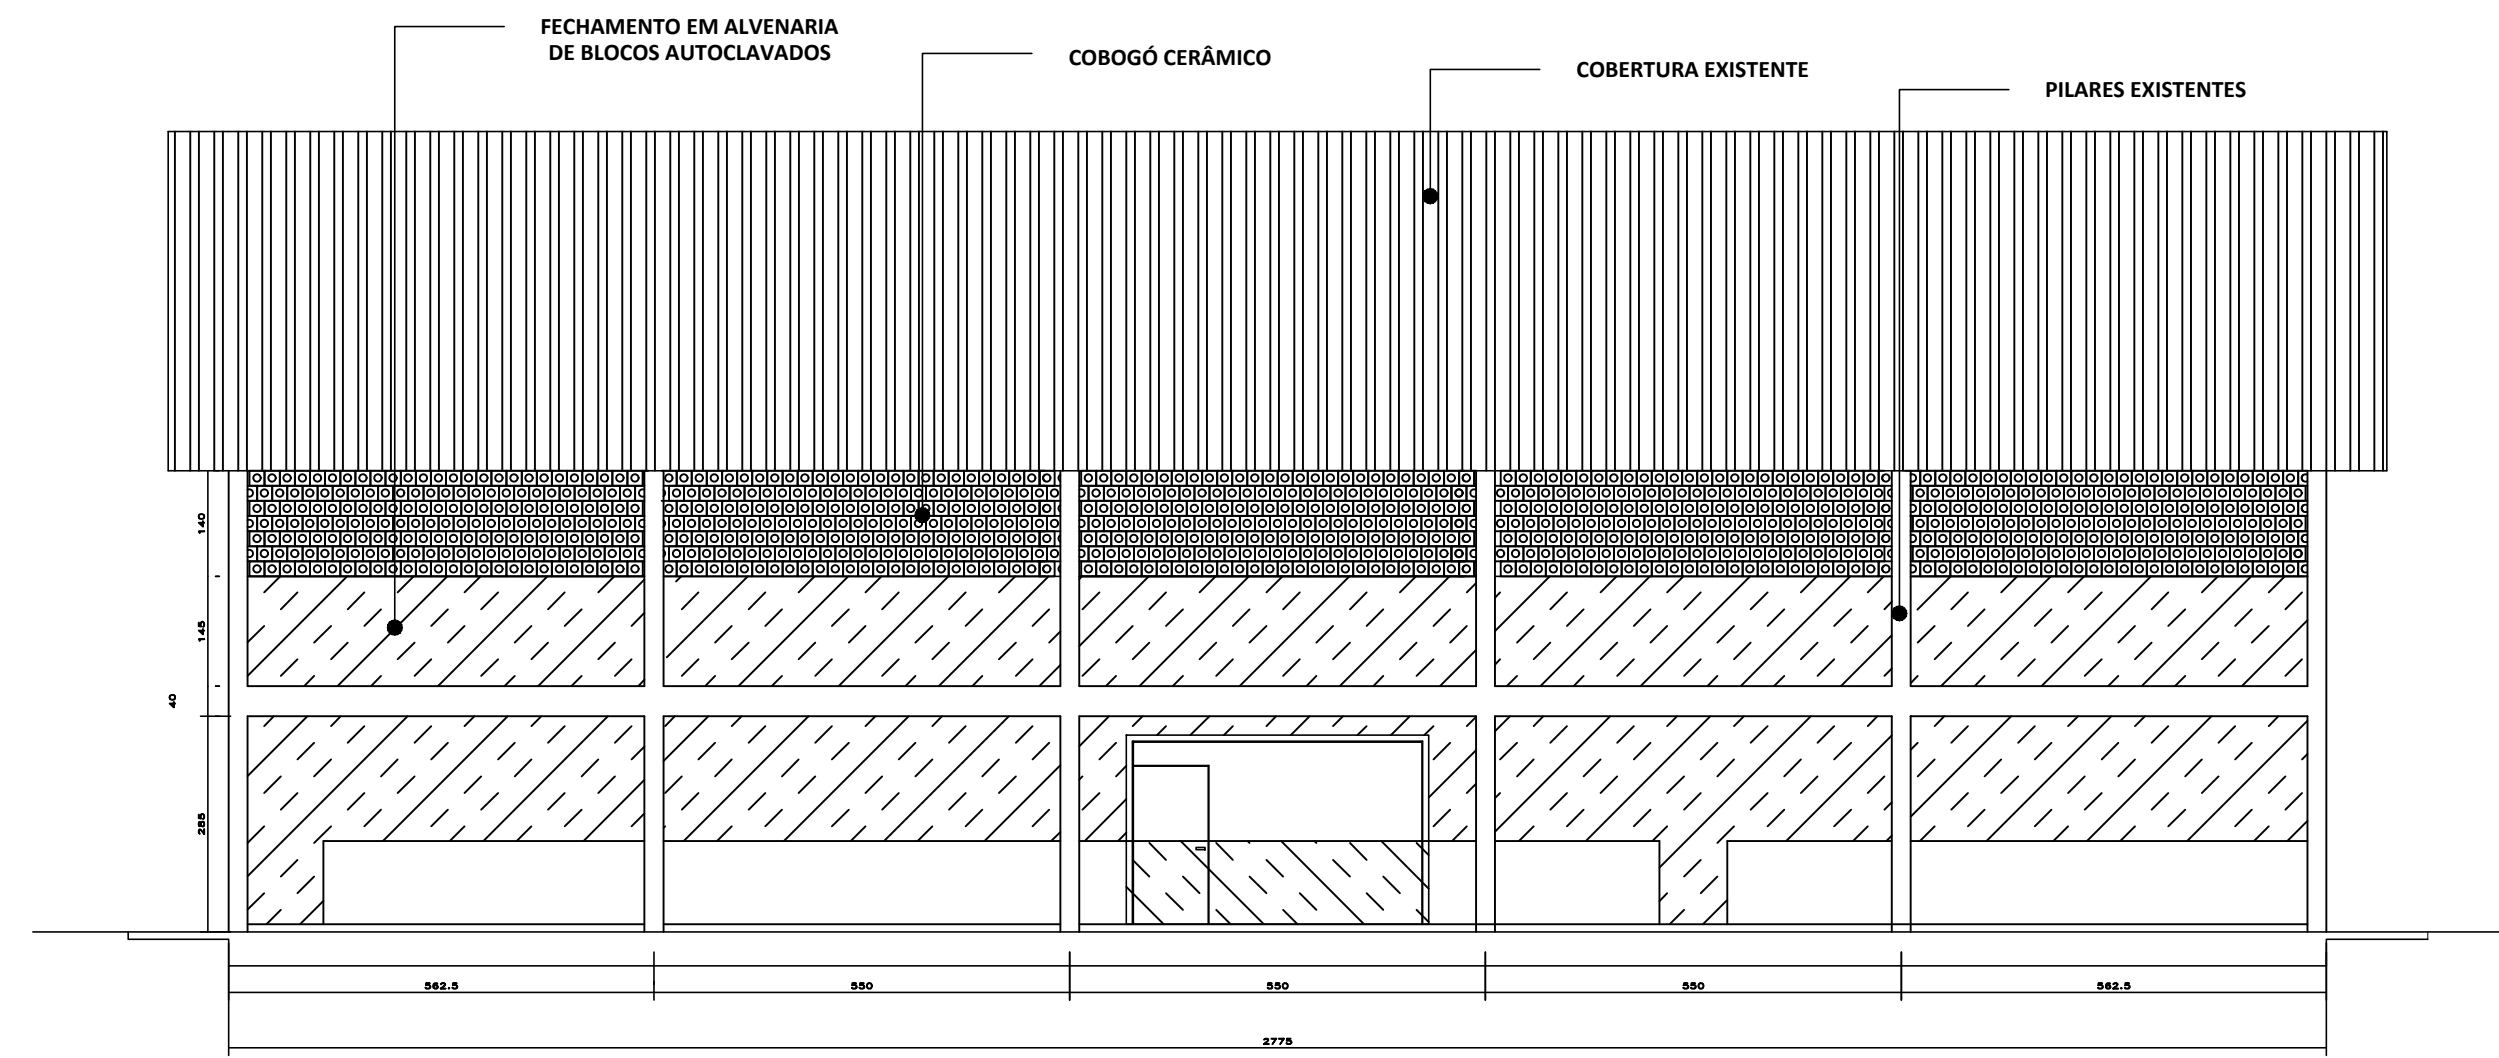 FECHAMENTO EM ALVENARIA
DE BLOCOS AUTOCLAVADOS
COBOGÓ CERÂMICO
COBERTURA EXISTENTE
PILARES EXISTENTES
140
145
40
285
562.5
550
550
550
562.5
2775